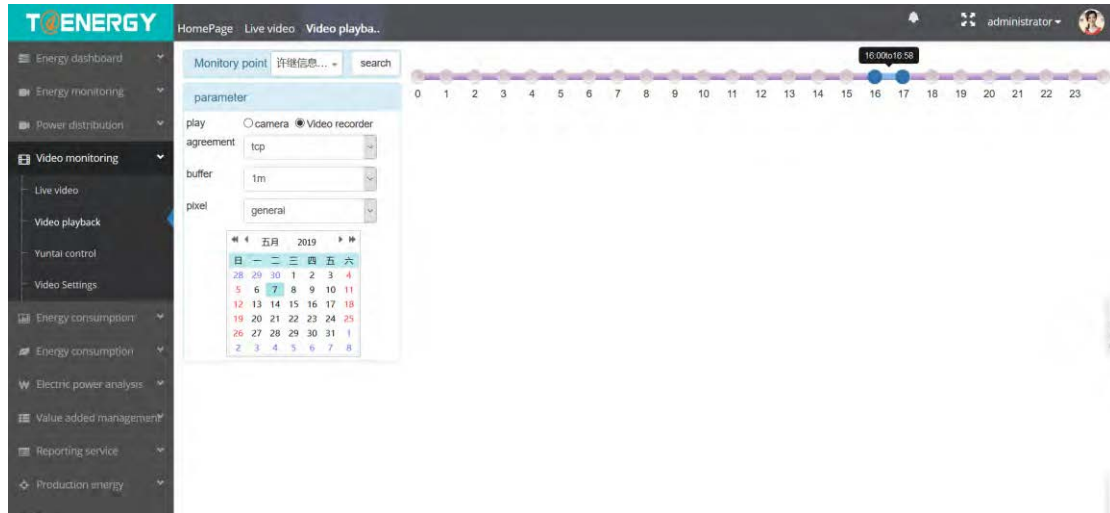 T@ENERGY
HomePage Live video Video playba..
administrator
Energy dashboard
Energy monitoring
Power distribution
Video monitoring
Live video
Video playback
Yuntai control
Video Settings
Energy consumption
Energy consumption
Electric power analysis
Value added management
Reporting service
Production energy
Monitory point 许继信息... search
parameter
play camera Video recorder
agreement tcp
buffer 1m
pixel general
五月 2019
日 一 二 三 四 五 六
28 29 30 1 2 3 4
5 6 7 8 9 10 11
12 13 14 15 16 17 18
19 20 21 22 23 24 25
26 27 28 29 30 31 1
2 3 4 5 6 7 8
16:00to16:58
0 1 2 3 4 5 6 7 8 9 10 11 12 13 14 15 16 17 18 19 20 21 22 23